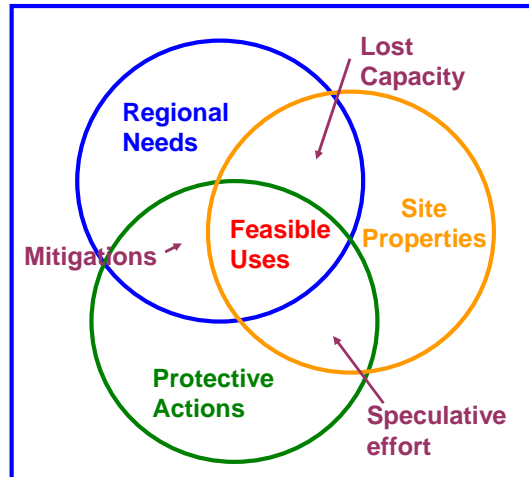 Lost
Capacity
Regional
Needs
Site
Properties
Feasible
Uses
Mitigations
Protective
Actions
Speculative
effort